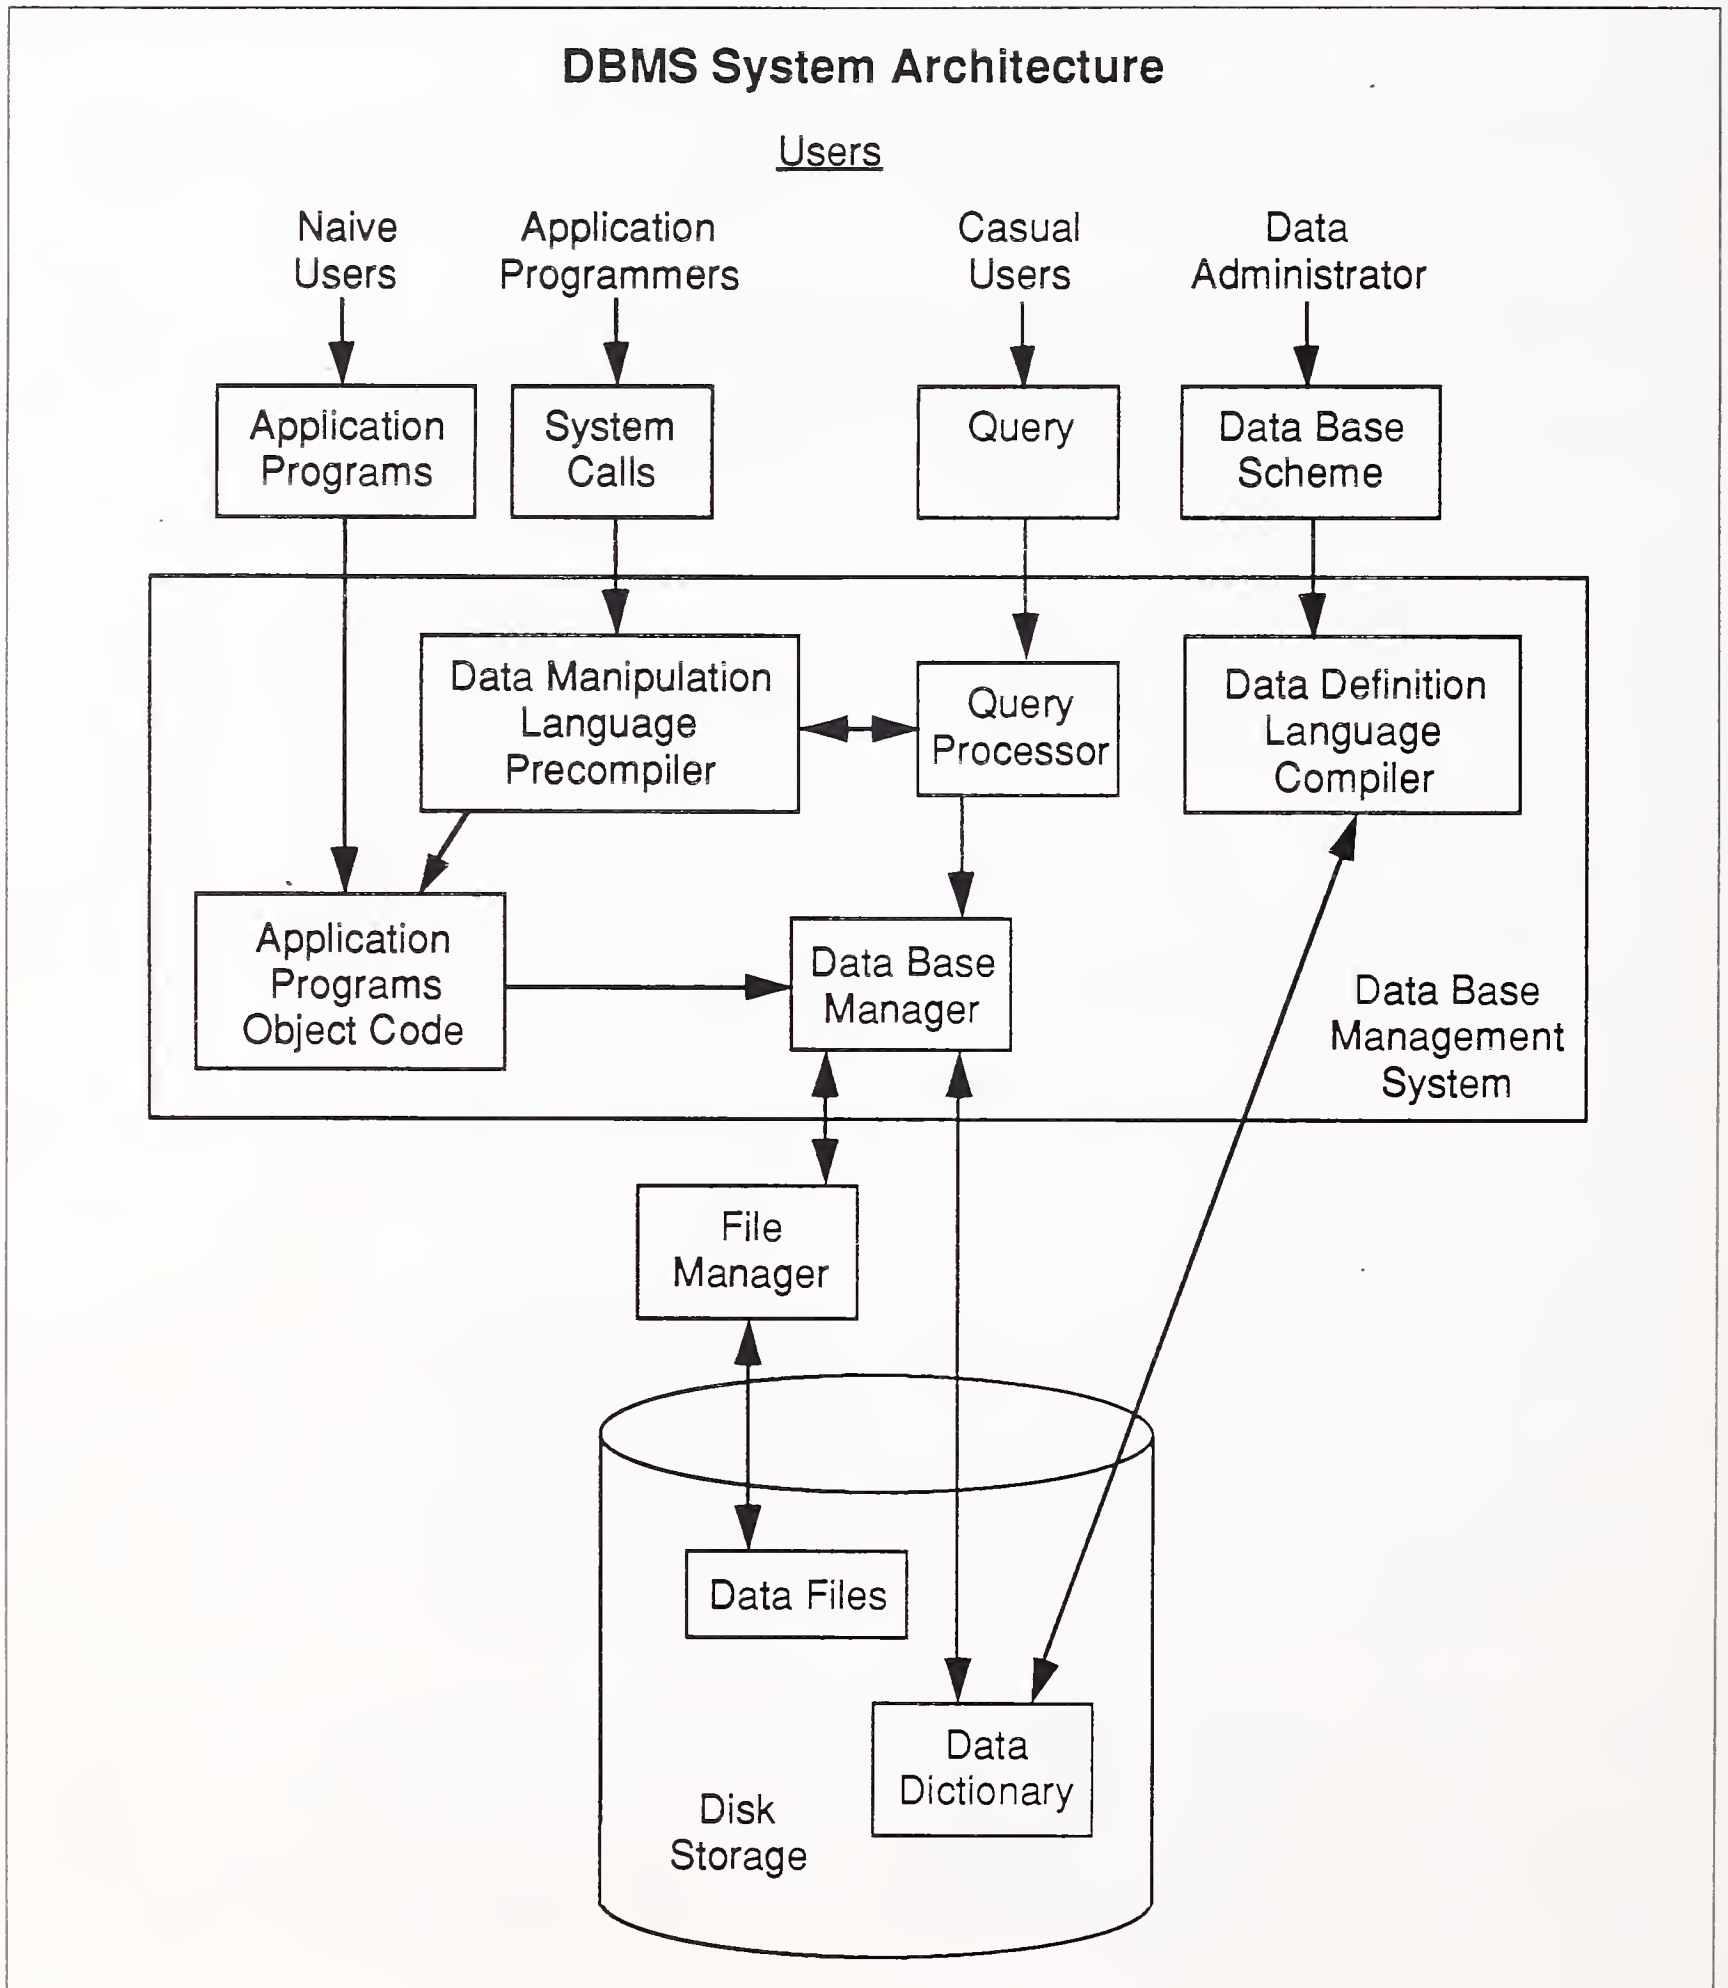 DBMS System Architecture
Users
Naive
Users
Application
Programmers
Casual
Users
Data
Administrator
Application
Programs
System
Calls
Query
Data Base
Scheme
Data Manipulation
Language
Precompiler
Query
Processor
Data Definition
Language
Compiler
Application
Programs
Object Code
Data Base
Manager
Data Base
Management
System
File
Manager
Data Files
Data
Dictionary
Disk
Storage